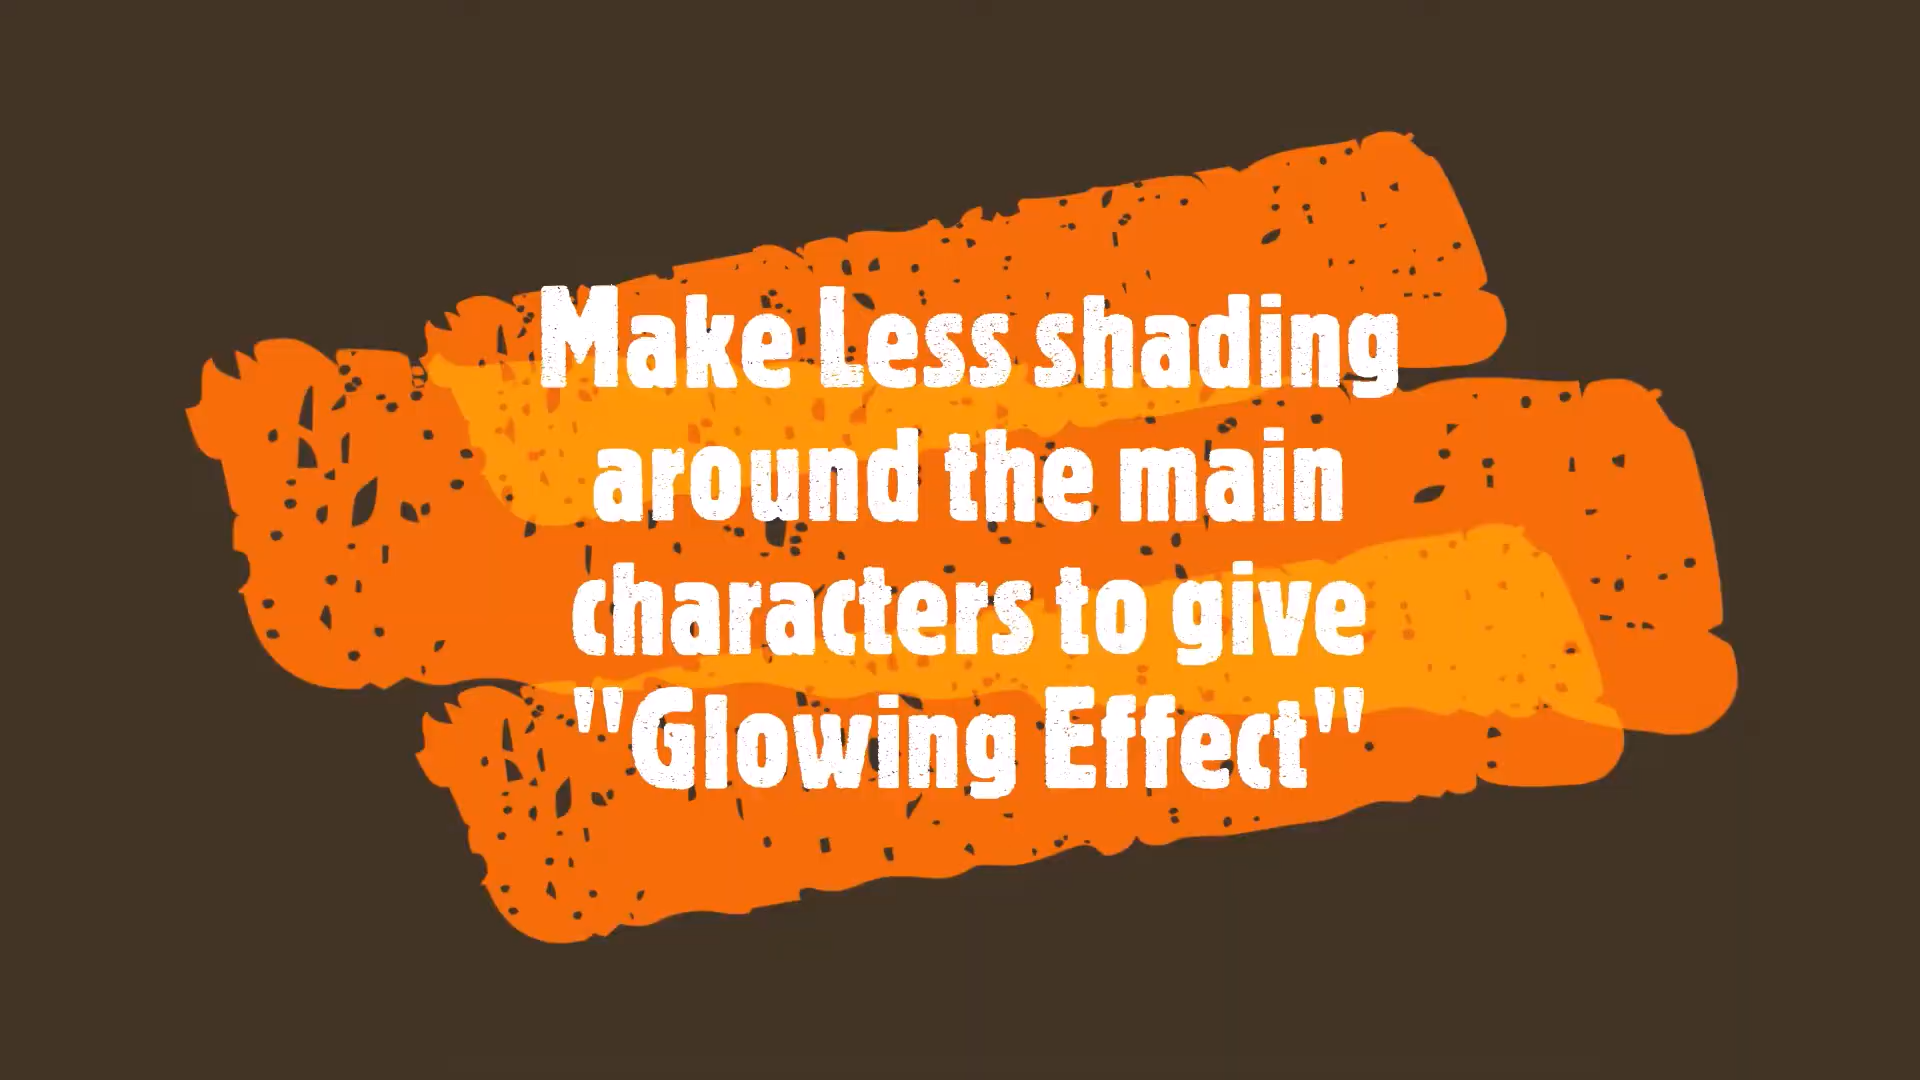 Make Less shading
around the main
characters to give
"Glowing Effect"